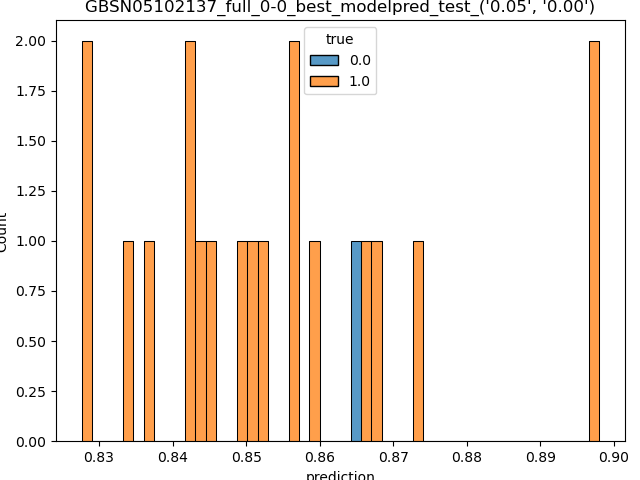 GBSN05102137_full_0-0_best_modelpred_test_('0.05', '0.00')
true
0.0
1.0
2.00
1.75
1.50
1.25
1.00
0.75
0.50
0.25
0.00
Count
0.83 0.84 0.85 0.86 0.87 0.88 0.89 0.90
prediction